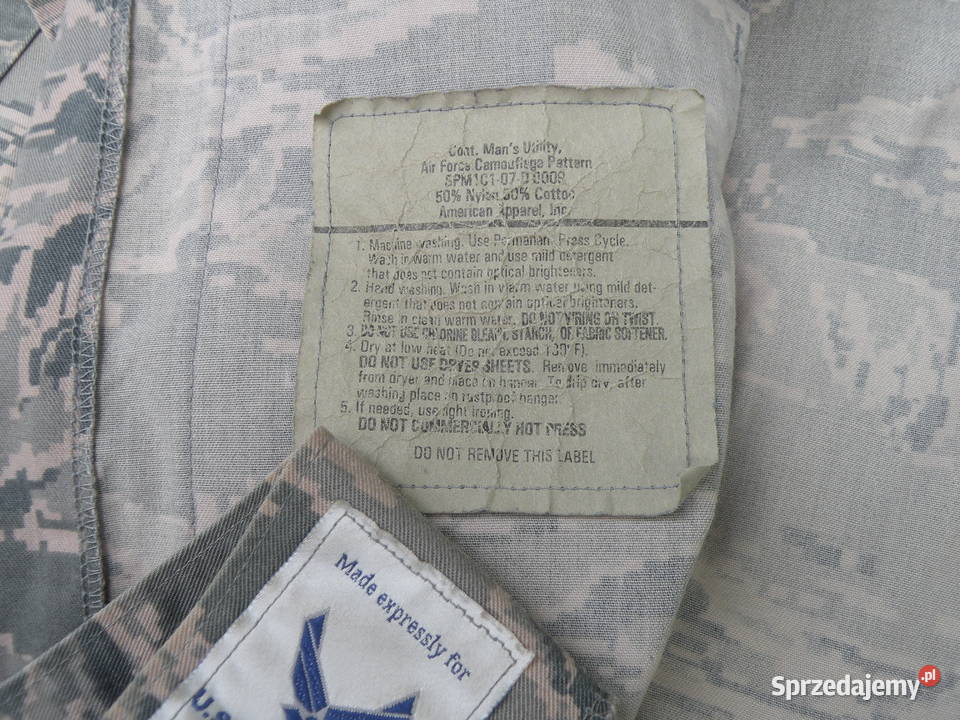 Coat, Man's Utility,
Air Force Camouflage Pattern
SPM1C1-07-D 0009
50% Nylon 50% Cotton
American Apparel, Inc.
1. Machine washing. Use Permanent Press Cycle.
Wash in warm water and use mild detergent
that does not contain optical brighteners.
2. Hand washing. Wash in warm water using mild det-
ergent that does not contain optical brighteners.
Rinse in clean warm water. DO NOT WRING OR TWIST.
3. DO NOT USE CHLORINE BLEACH, STARCH, OR FABRIC SOFTENER.
4. Dry at low heat (Do not exceed 130°F).
DO NOT USE DRYER SHEETS. Remove immediately
from dryer and place on hanger. To drip dry, after
washing place on rustproof hanger.
5. If needed, use light ironing.
DO NOT COMMERCIALLY HOT PRESS
DO NOT REMOVE THIS LABEL
Made expressly for
U.S
Sprzedajemy.pl